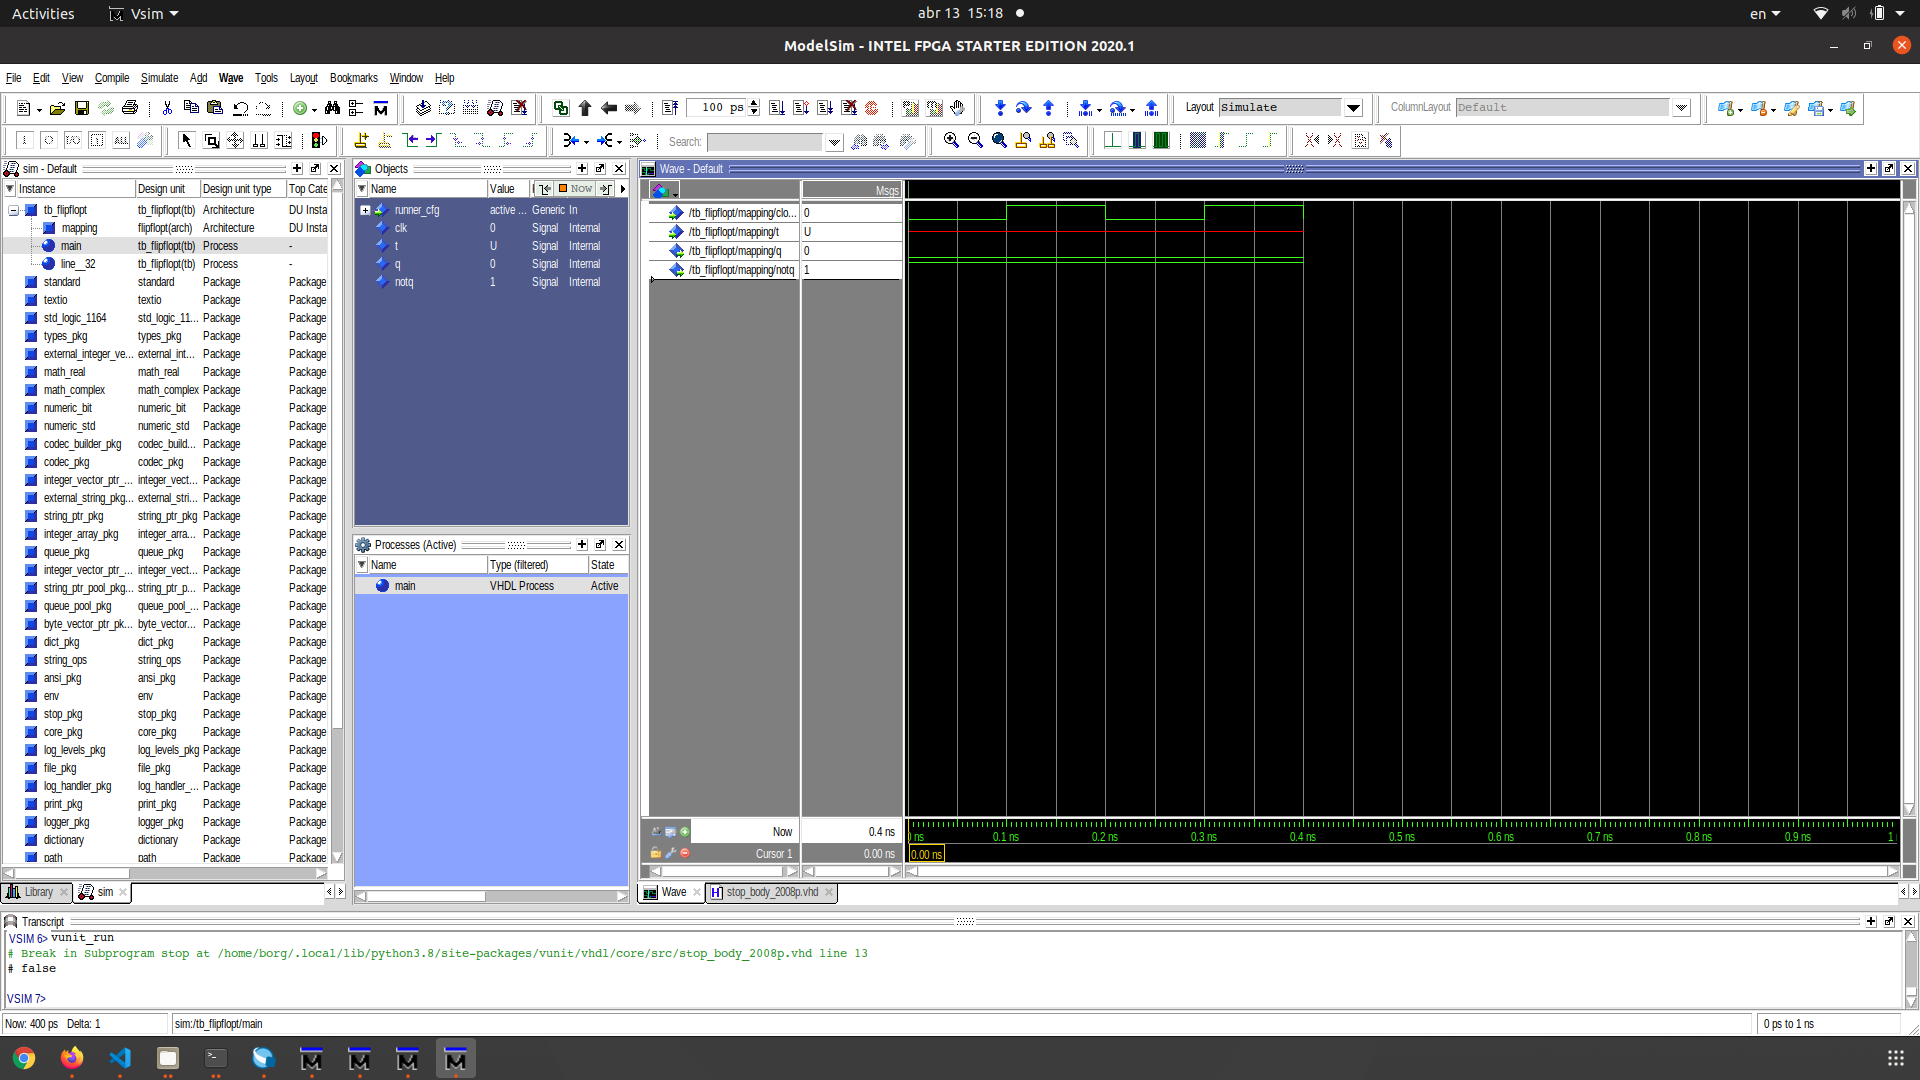 Activities
Vsim
abr 13 15:18
en
ModelSim - INTEL FPGA STARTER EDITION 2020.1
File Edit View Compile Simulate Add Wave Tools Layout Bookmarks Window Help
100 ps
Layout Simulate
ColumnLayout Default
Search:
sim - Default
Instance Design unit Design unit type Top Cate
tb_flipflopt tb_flipflopt(tb) Architecture DU Insta
mapping flipflopt(arch) Architecture DU Insta
main tb_flipflopt(tb) Process -
line__32 tb_flipflopt(tb) Process -
standard standard Package Package
textio textio Package Package
std_logic_1164 std_logic_11... Package Package
types_pkg types_pkg Package Package
external_integer_ve... external_int... Package Package
math_real math_real Package Package
math_complex math_complex Package Package
numeric_bit numeric_bit Package Package
numeric_std numeric_std Package Package
codec_builder_pkg codec_build... Package Package
codec_pkg codec_pkg Package Package
integer_vector_ptr_... integer_vect... Package Package
external_string_pkg... external_stri... Package Package
string_ptr_pkg string_ptr_pkg Package Package
integer_array_pkg integer_arra... Package Package
queue_pkg queue_pkg Package Package
integer_vector_ptr_... integer_vect... Package Package
string_ptr_pool_pkg... string_ptr_p... Package Package
queue_pool_pkg queue_pool_... Package Package
byte_vector_ptr_pk... byte_vector... Package Package
dict_pkg dict_pkg Package Package
string_ops string_ops Package Package
ansi_pkg ansi_pkg Package Package
env env Package Package
stop_pkg stop_pkg Package Package
core_pkg core_pkg Package Package
log_levels_pkg log_levels_pkg Package Package
file_pkg file_pkg Package Package
log_handler_pkg log_handler_... Package Package
print_pkg print_pkg Package Package
logger_pkg logger_pkg Package Package
dictionary dictionary Package Package
path path Package Package
Library sim
Objects
Name Value Now
runner_cfg active ... Generic In
clk 0 Signal Internal
t U Signal Internal
q 0 Signal Internal
notq 1 Signal Internal
Processes (Active)
Name Type (filtered) State
main VHDL Process Active
Wave - Default
Msgs
/tb_flipflopt/mapping/clo... 0
/tb_flipflopt/mapping/t U
/tb_flipflopt/mapping/q 0
/tb_flipflopt/mapping/notq 1
Now 0.4 ns
ns 0.1 ns 0.2 ns 0.3 ns 0.4 ns 0.5 ns 0.6 ns 0.7 ns 0.8 ns 0.9 ns 1
Cursor 1 0.00 ns
0.00 ns
Wave stop_body_2008p.vhd
Transcript
VSIM 6> vunit_run
# Break in Subprogram stop at /home/borg/.local/lib/python3.8/site-packages/vunit/vhdl/core/src/stop_body_2008p.vhd line 13
# false
VSIM 7>
Now: 400 ps Delta: 1
sim:/tb_flipflopt/main
0 ps to 1 ns